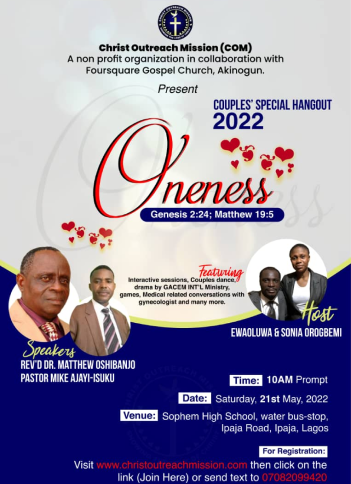 Christ Outreach Mission (COM)
A non profit organization in collaboration with
Foursquare Gospel Church, Akinogun.
Present
COUPLES' SPECIAL HANGOUT
2022
Oneness
Genesis 2:24; Matthew 19:5
Featuring
Interactive sessions, Couples dance,
drama by GACEM INT'L Ministry,
games, Medical related conversations with
gynecologist and many more.
Host
EWAOLUWA & SONIA OROGBEMI
Speakers
REV'D DR. MATTHEW OSHIBANJO
PASTOR MIKE AJAYI-ISUKU
Time: 10AM Prompt
Date: Saturday, 21st May, 2022
Venue: Sophem High School, water bus-stop,
Ipaja Road, Ipaja, Lagos
For Registration:
Visit www.christoutreachmission.com then click on the
link (Join Here) or send text to 07082099420